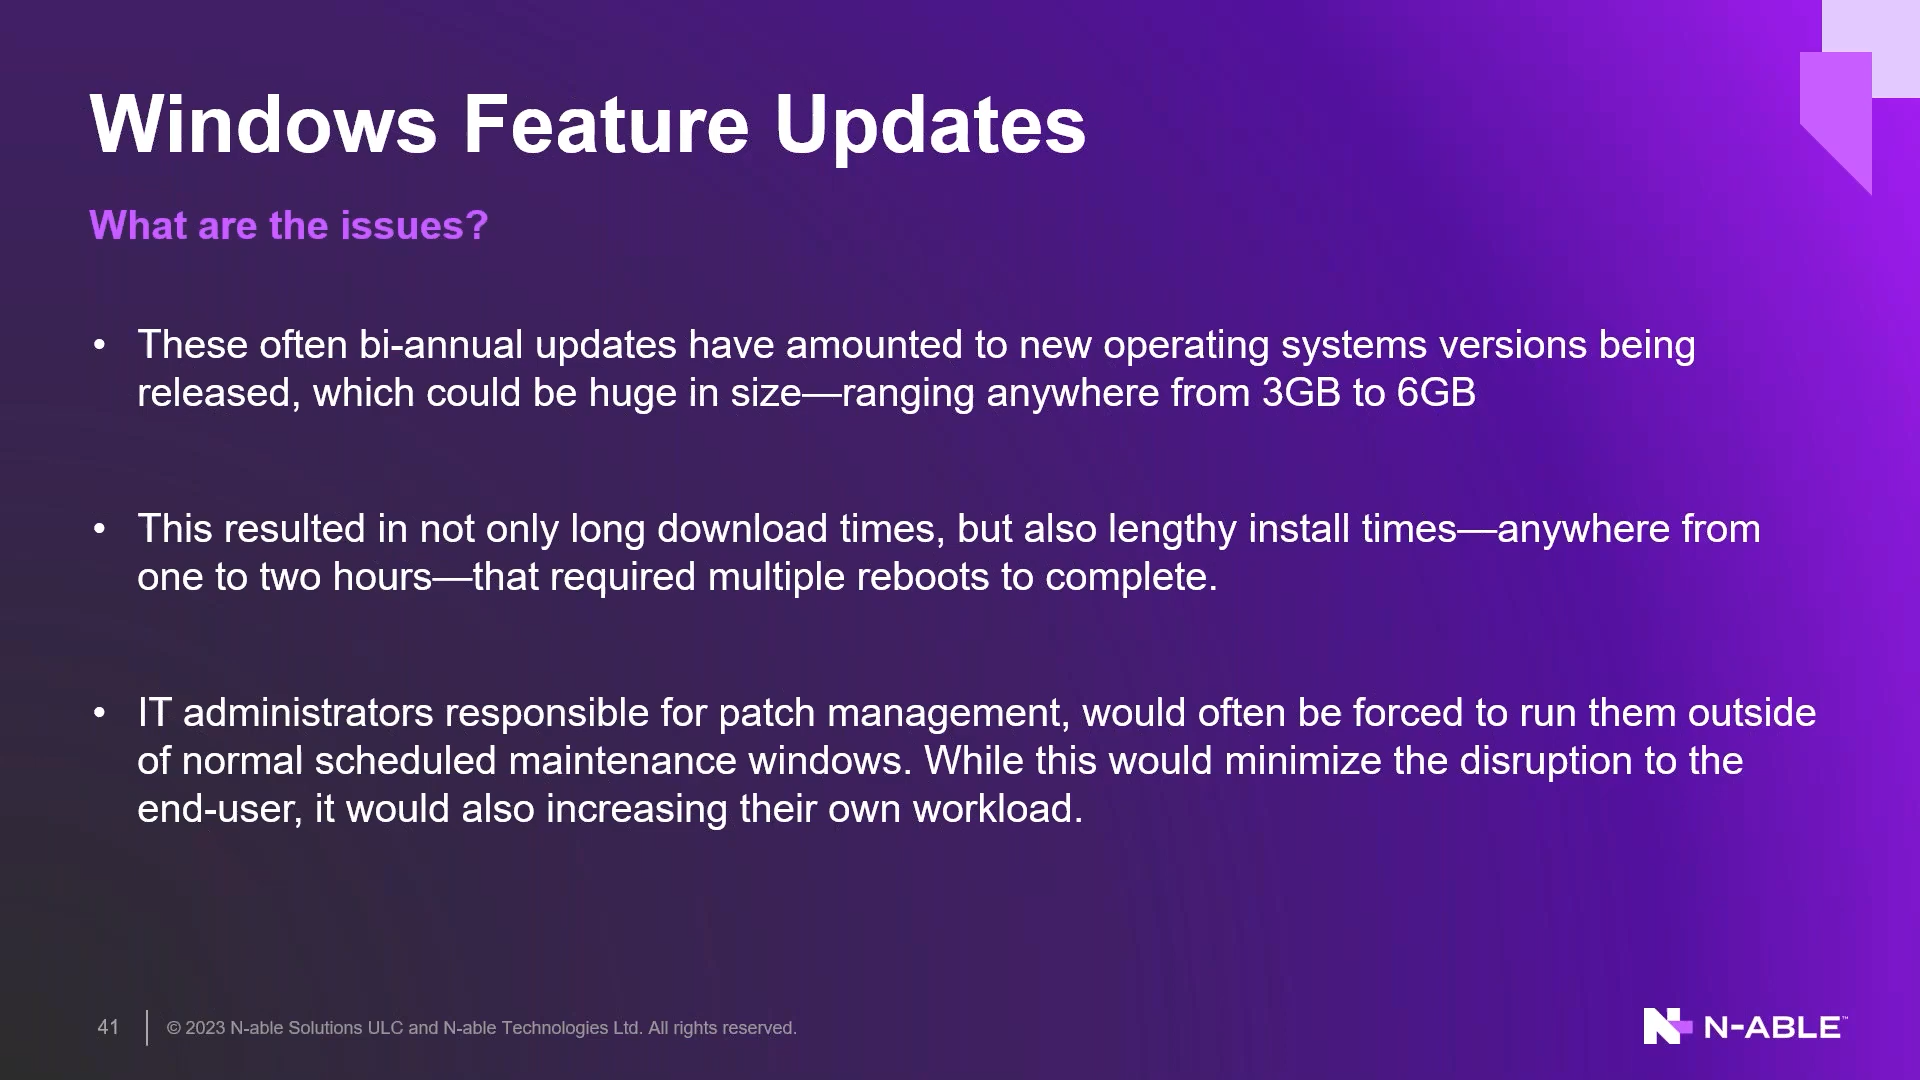 Windows Feature Updates
What are the issues?
• These often bi-annual updates have amounted to new operating systems versions being
released, which could be huge in size—ranging anywhere from 3GB to 6GB
• This resulted in not only long download times, but also lengthy install times—anywhere from
one to two hours—that required multiple reboots to complete.
• IT administrators responsible for patch management, would often be forced to run them outside
of normal scheduled maintenance windows. While this would minimize the disruption to the
end-user, it would also increasing their own workload.
41
© 2023 N-able Solutions ULC and N-able Technologies Ltd. All rights reserved.
N-ABLE™